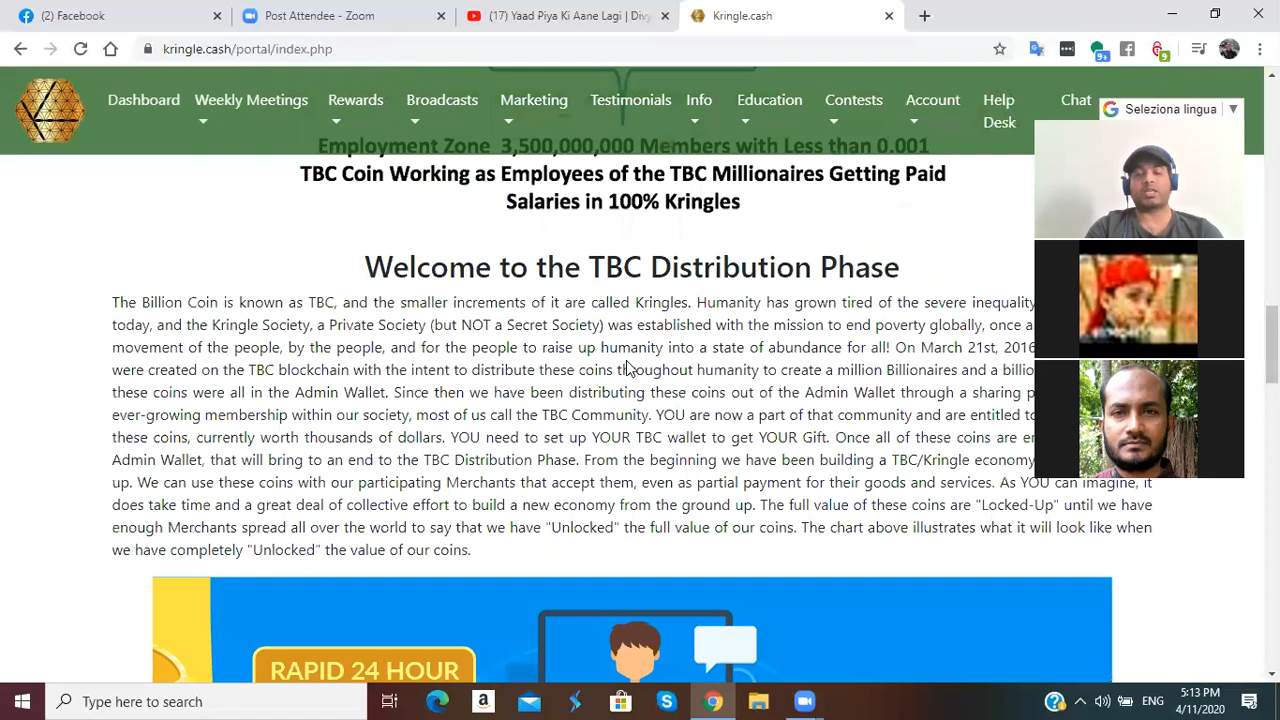 (2) Facebook
Post Attendee - Zoom
(17) Yaad Piya Ki Aane Lagi | Divy
Kringle.cash
kringle.cash/portal/index.php
9+
9
Dashboard Weekly Meetings Rewards Broadcasts Marketing Testimonials Info Education Contests Account Help Desk Chat
Seleziona lingua
Employment Zone 3,500,000,000 Members with Less than 0.001
TBC Coin Working as Employees of the TBC Millionaires Getting Paid
Salaries in 100% Kringles
Welcome to the TBC Distribution Phase
The Billion Coin is known as TBC, and the smaller increments of it are called Kringles. Humanity has grown tired of the severe inequality
today, and the Kringle Society, a Private Society (but NOT a Secret Society) was established with the mission to end poverty globally, once a
movement of the people, by the people, and for the people to raise up humanity into a state of abundance for all! On March 21st, 2016
were created on the TBC blockchain with the intent to distribute these coins throughout humanity to create a million Billionaires and a billio
these coins were all in the Admin Wallet. Since then we have been distributing these coins out of the Admin Wallet through a sharing p
ever-growing membership within our society, most of us call the TBC Community. YOU are now a part of that community and are entitled to
these coins, currently worth thousands of dollars. YOU need to set up YOUR TBC wallet to get YOUR Gift. Once all of these coins are e
Admin Wallet, that will bring to an end to the TBC Distribution Phase. From the beginning we have been building a TBC/Kringle economy
up. We can use these coins with our participating Merchants that accept them, even as partial payment for their goods and services. As YOU can imagine, it
does take time and a great deal of collective effort to build a new economy from the ground up. The full value of these coins are "Locked-Up" until we have
enough Merchants spread all over the world to say that we have "Unlocked" the full value of our coins. The chart above illustrates what it will look like when
we have completely "Unlocked" the value of our coins.
RAPID 24 HOUR
Type here to search
ENG
5:13 PM
4/11/2020